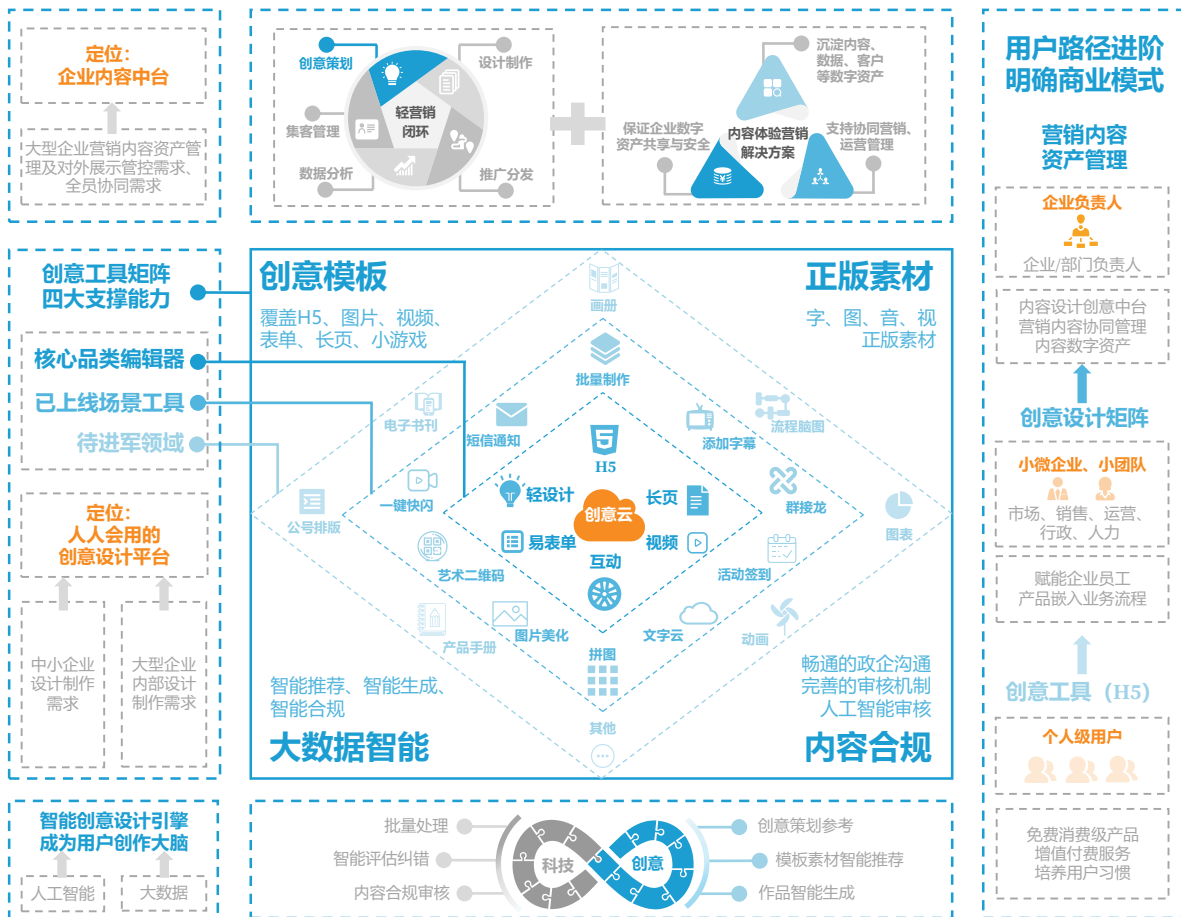 定位：
企业内容中台
大型企业营销内容资产管
理及对外展示管控需求、
全员协同需求
创意策划
设计制作
集客管理
轻营销
闭环
数据分析
推广分发
沉淀内容、
数据、客户
等数字资产
保证企业数字
资产共享与安全
内容体验营销
解决方案
支持协同营销、
运营管理
创意工具矩阵
四大支撑能力
核心品类编辑器
已上线场景工具
待进军领域
定位：
人人会用的
创意设计平台
中小企业
设计制作
需求
大型企业
内部设计
制作需求
创意模板
覆盖H5、图片、视频、
表单、长页、小游戏
正版素材
字、图、音、视
正版素材
画册
批量制作
电子书刊
短信通知
添加字幕
流程脑图
H5
一键快闪
轻设计
长页
群接龙
公号排版
创意云
图表
易表单
视频
艺术二维码
互动
活动签到
产品手册
图片美化
文字云
动画
拼图
其他
智能推荐、智能生成、
智能合规
大数据智能
畅通的政企沟通
完善的审核机制
人工智能审核
内容合规
智能创意设计引擎
成为用户创作大脑
人工智能
大数据
批量处理
智能评估纠错
内容合规审核
科技
创意
创意策划参考
模板素材智能推荐
作品智能生成
用户路径进阶
明确商业模式
营销内容
资产管理
企业负责人
企业/部门负责人
内容设计创意中台
营销内容协同管理
内容数字资产
创意设计矩阵
小微企业、小团队
市场、销售、运营、
行政、人力
赋能企业员工
产品嵌入业务流程
创意工具（H5）
个人级用户
免费消费级产品
增值付费服务
培养用户习惯